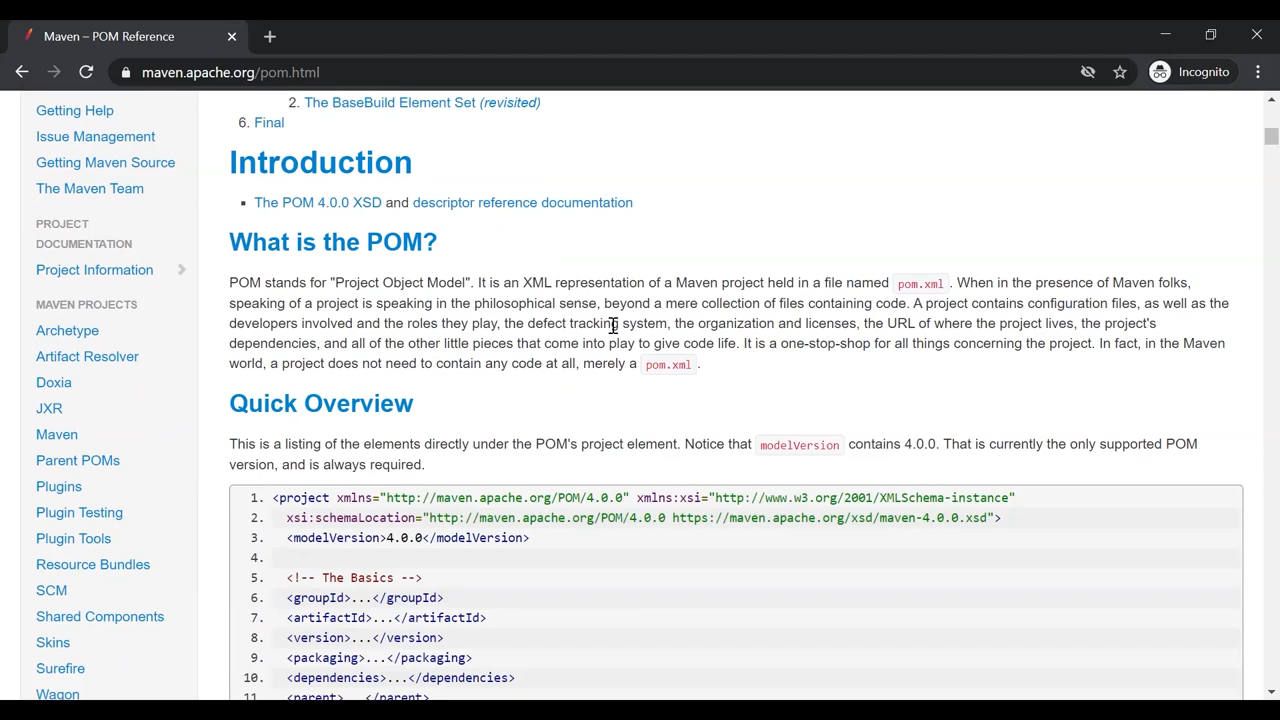 Maven – POM Reference
maven.apache.org/pom.html
Incognito
Getting Help
Issue Management
Getting Maven Source
The Maven Team
PROJECT
DOCUMENTATION
Project Information
MAVEN PROJECTS
Archetype
Artifact Resolver
Doxia
JXR
Maven
Parent POMs
Plugins
Plugin Testing
Plugin Tools
Resource Bundles
SCM
Shared Components
Skins
Surefire
Wagon
2. The BaseBuild Element Set (revisited)
6. Final
Introduction
▪ The POM 4.0.0 XSD and descriptor reference documentation
What is the POM?
POM stands for "Project Object Model". It is an XML representation of a Maven project held in a file named pom.xml . When in the presence of Maven folks,
speaking of a project is speaking in the philosophical sense, beyond a mere collection of files containing code. A project contains configuration files, as well as the
developers involved and the roles they play, the defect tracking system, the organization and licenses, the URL of where the project lives, the project's
dependencies, and all of the other little pieces that come into play to give code life. It is a one-stop-shop for all things concerning the project. In fact, in the Maven
world, a project does not need to contain any code at all, merely a pom.xml .
Quick Overview
This is a listing of the elements directly under the POM's project element. Notice that modelVersion contains 4.0.0. That is currently the only supported POM
version, and is always required.
1. <project xmlns="http://maven.apache.org/POM/4.0.0" xmlns:xsi="http://www.w3.org/2001/XMLSchema-instance"
2. xsi:schemaLocation="http://maven.apache.org/POM/4.0.0 https://maven.apache.org/xsd/maven-4.0.0.xsd">
3. <modelVersion>4.0.0</modelVersion>
4.
5. <!-- The Basics -->
6. <groupId>...</groupId>
7. <artifactId>...</artifactId>
8. <version>...</version>
9. <packaging>...</packaging>
10. <dependencies>...</dependencies>
11. <parent>...</parent>